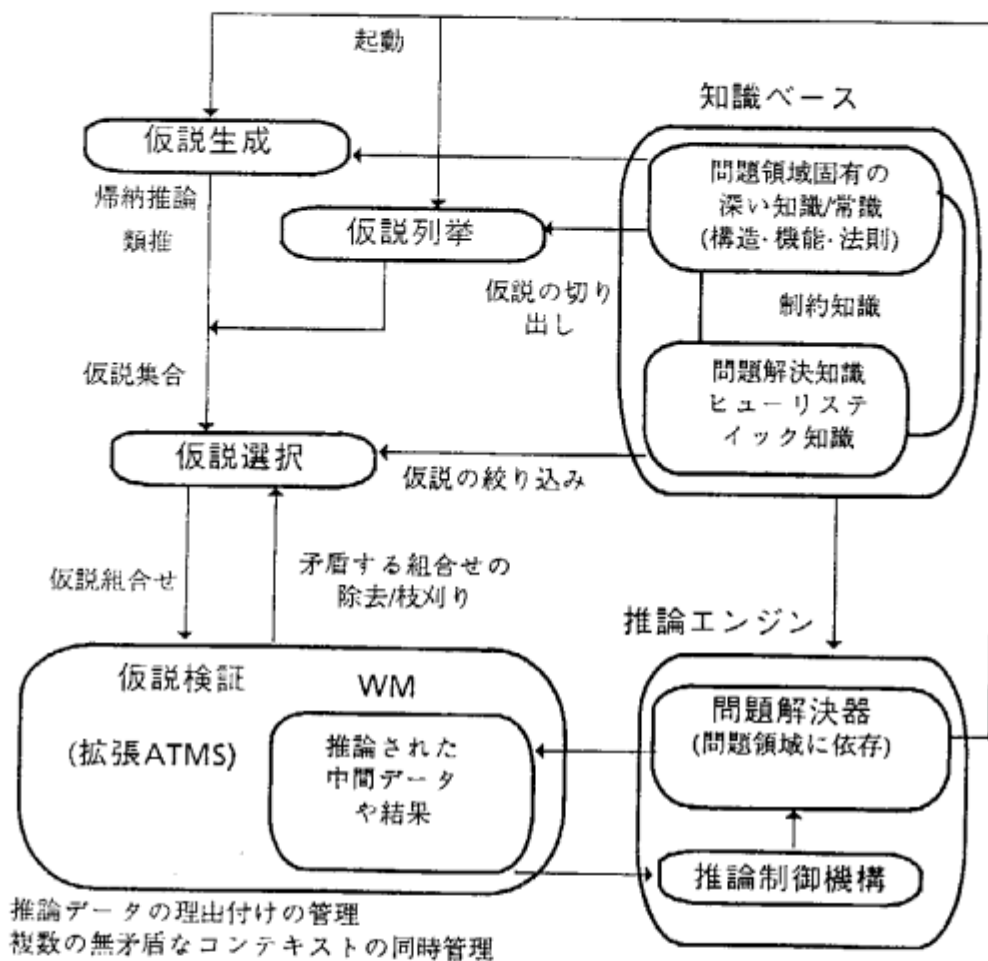 起動
知識ベース
仮説生成
問題領域固有の
深い知識/常識
(構造･機能･法則)
帰納推論
類推
仮説列挙
仮説の切り
出し
制約知識
仮説集合
問題解決知識
ヒューリステ
イック知識
仮説選択
仮説の絞り込み
仮説組合せ
矛盾する組合せの
除去/枝刈り
推論エンジン
仮説検証
WM
(拡張ATMS)
推論された
中間データ
や結果
問題解決器
(問題領域に依存)
推論制御機構
推論データの理由付けの管理
複数の無矛盾なコンテキストの同時管理